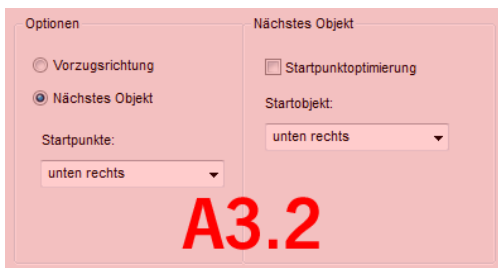 Optionen
Vorzugsrichtung
Nächstes Objekt
Startpunkte:
unten rechts
Nächstes Objekt
Startpunktoptimierung
Startobjekt:
unten rechts
A3.2